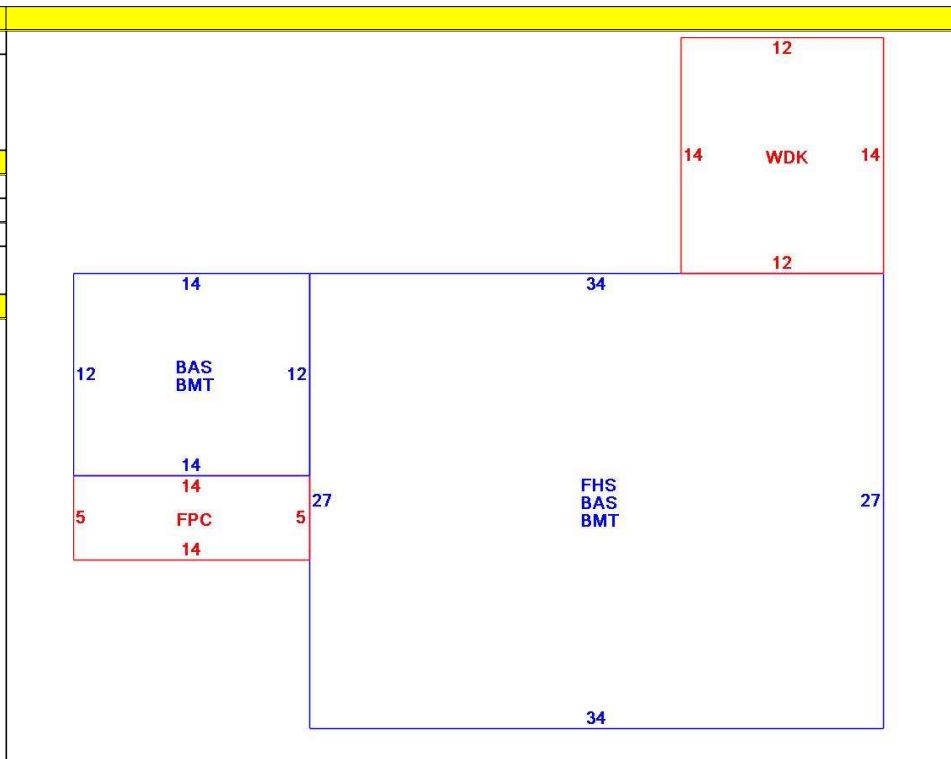 12
14 WDK 14
12
14 34
12 BAS 12
BMT
14
14
5 FPC 5
14
27 FHS 27
BAS
BMT
34